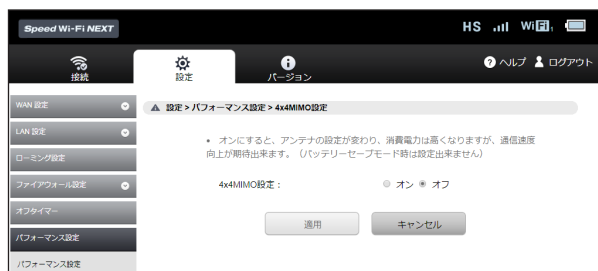 Speed Wi-Fi NEXT
HS WiFi 1
接続
設定
バージョン
ヘルプ ログアウト
WAN 設定
LAN 設定
ローミング設定
ファイアウォール設定
オフタイマー
パフォーマンス設定
パフォーマンス設定
設定 > パフォーマンス設定 > 4x4MIMO設定
• オンにすると、アンテナの設定が変わり、消費電力は高くなりますが、通信速度
向上が期待出来ます。（バッテリーセーブモード時は設定出来ません）
4x4MIMO設定：
オン オフ
適用
キャンセル